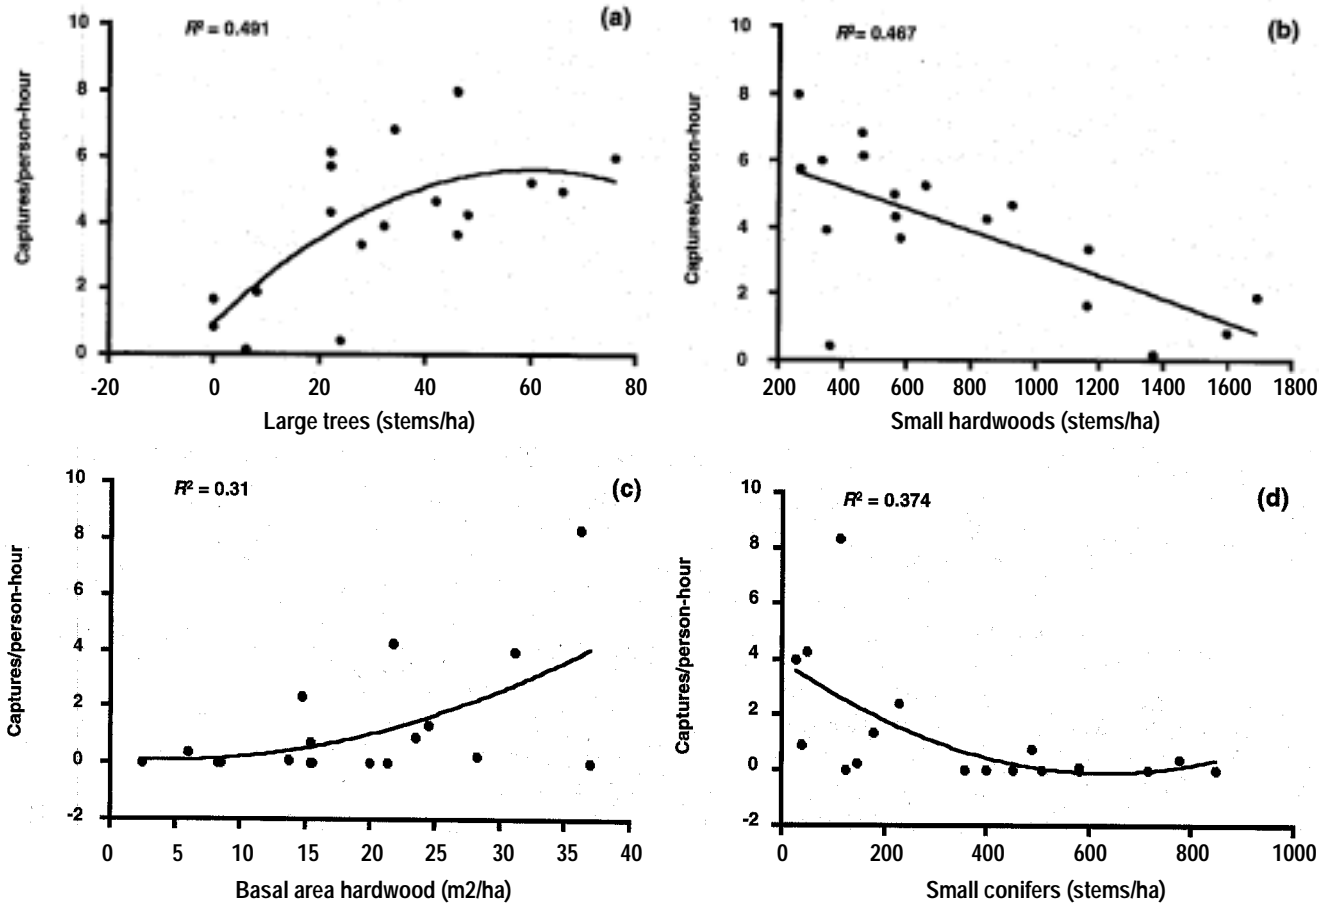 10
8
6
4
2
0
-20 0 20 40 60 80
Captures/person-hour
Large trees (stems/ha)
R² = 0.491
(a)
10
8
6
4
2
0
200 400 600 800 1000 1200 1400 1600 1800
Captures/person-hour
Small hardwoods (stems/ha)
R²= 0.467
(b)
10
8
6
4
2
0
-2
0 5 10 15 20 25 30 35 40
Captures/person-hour
Basal area hardwood (m2/ha)
R² = 0.31
(c)
10
8
6
4
2
0
-2
0 200 400 600 800 1000
Captures/person-hour
Small conifers (stems/ha)
R² = 0.374
(d)